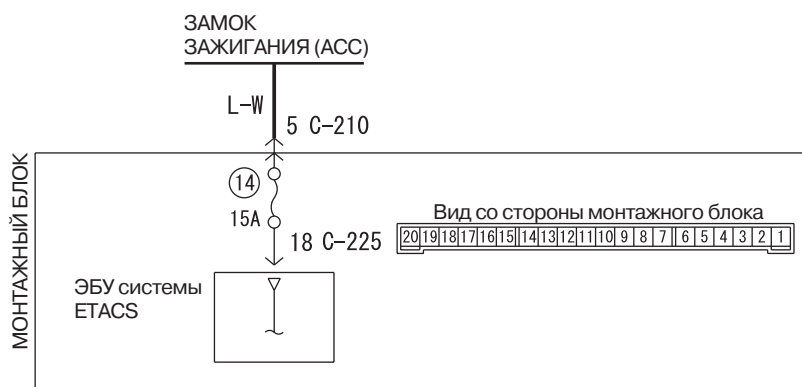 ЗАМОК
ЗАЖИГАНИЯ (ACC)
L-W
5 C-210
МОНТАЖНЫЙ БЛОК
14
15A
18 C-225
Вид со стороны монтажного блока
20 19 18 17 16 15 14 13 12 11 10 9 8 7 6 5 4 3 2 1
ЭБУ системы
ETACS